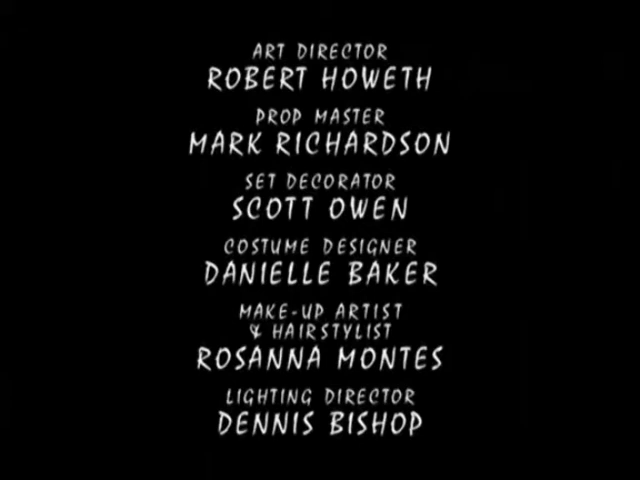 ART DIRECTOR
ROBERT HOWETH
PROP MASTER
MARK RICHARDSON
SET DECORATOR
SCOTT OWEN
COSTUME DESIGNER
DANIELLE BAKER
MAKE-UP ARTIST
& HAIRSTYLIST
ROSANNA MONTES
LIGHTING DIRECTOR
DENNIS BISHOP